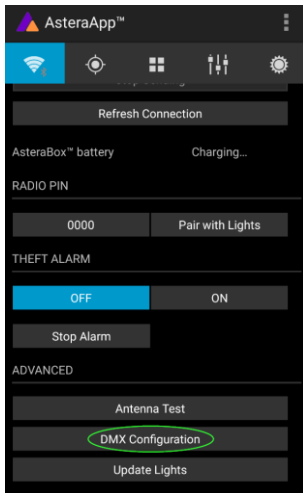 AsteraApp™
Refresh Connection
AsteraBox™ battery Charging...
RADIO PIN
0000 Pair with Lights
THEFT ALARM
OFF ON
Stop Alarm
ADVANCED
Antenna Test
DMX Configuration
Update Lights